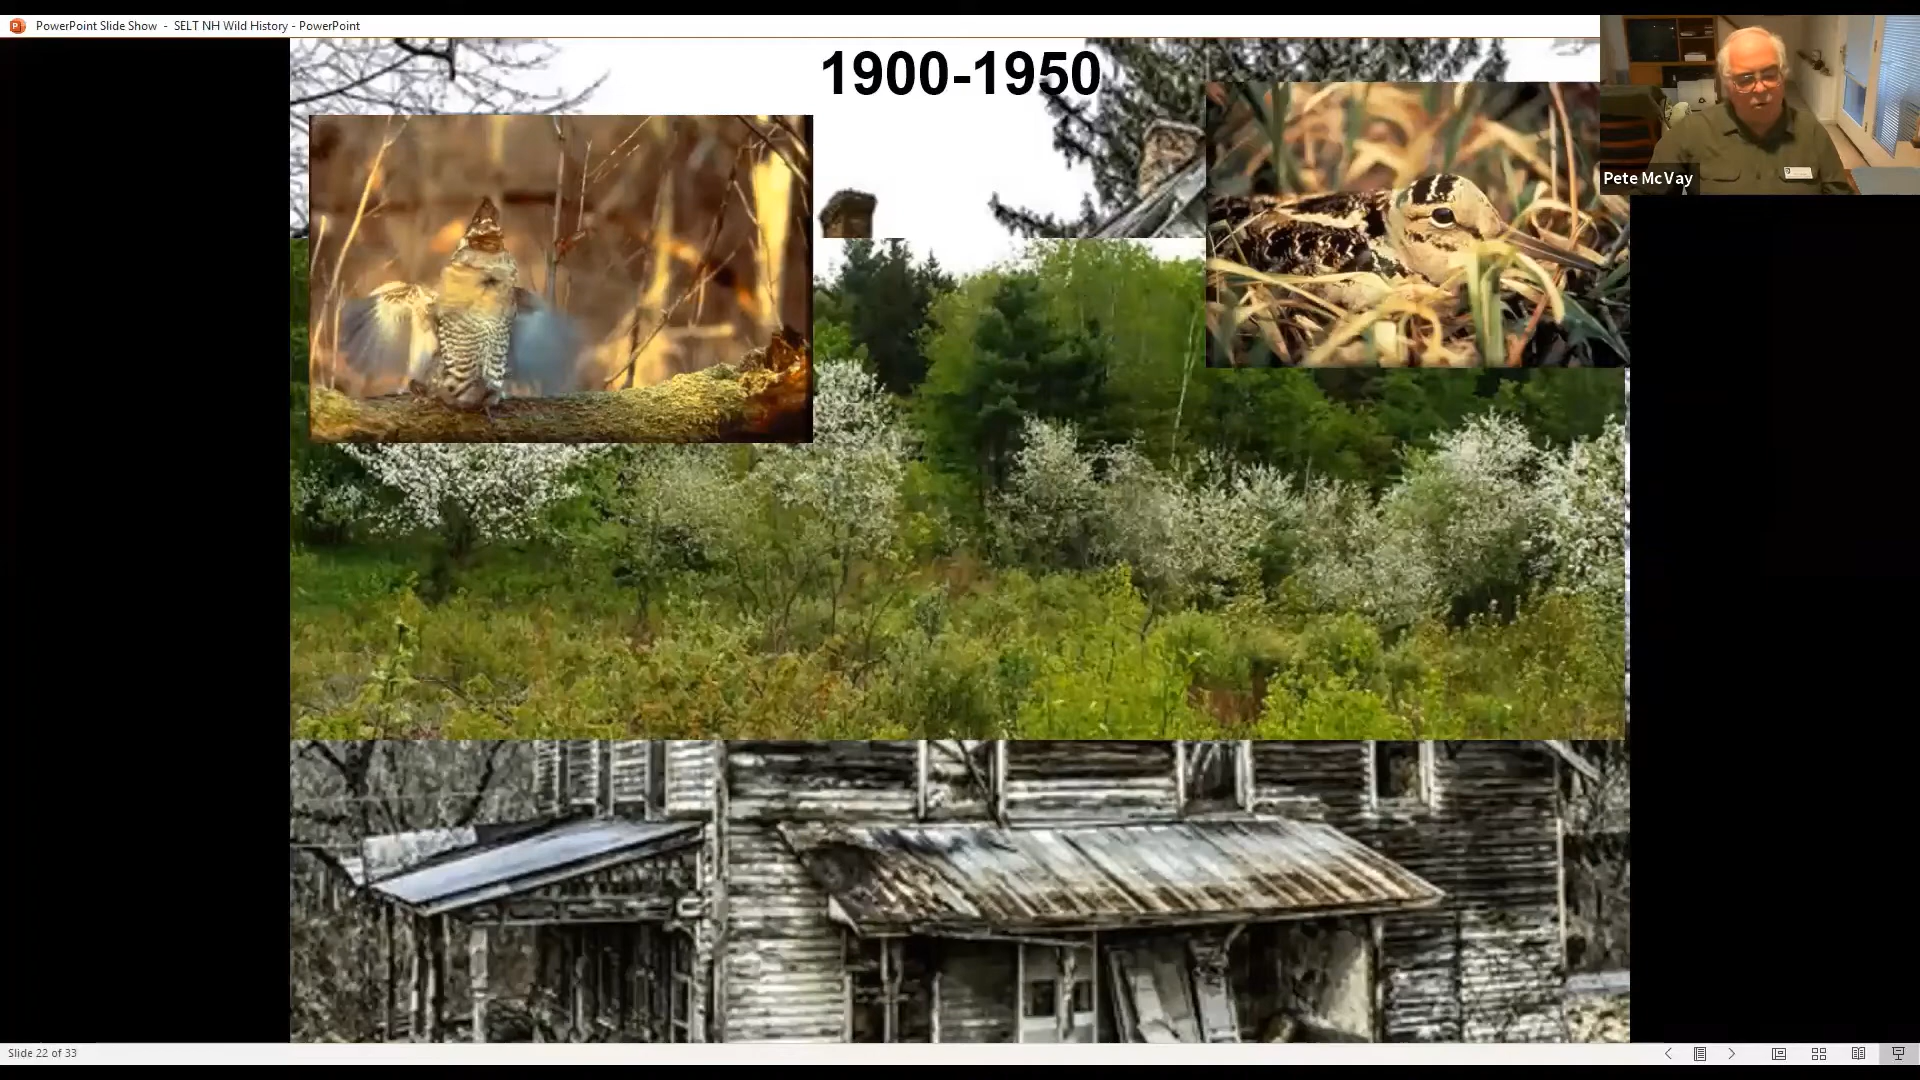 PowerPoint Slide Show - SELT NH Wild History - PowerPoint
1900-1950
Pete McVay
Slide 22 of 33